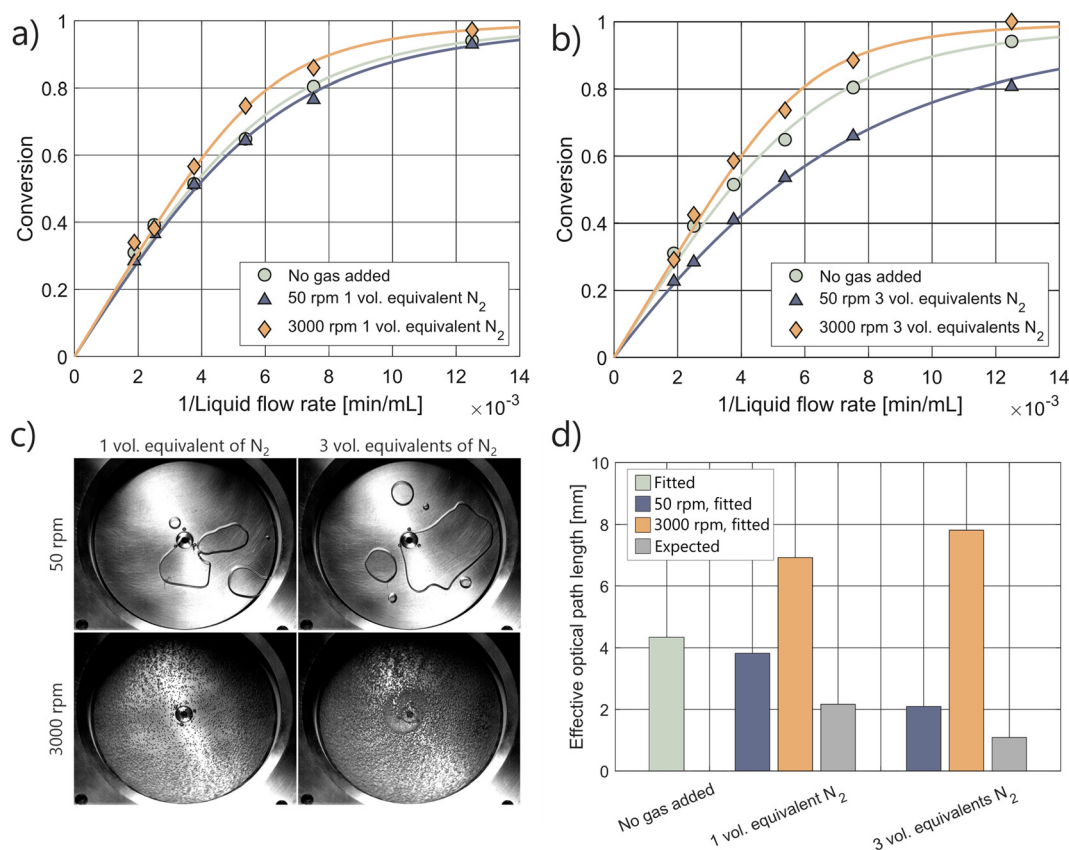 a)
1
0.8
0.6
0.4
0.2
0
Conversion
0 2 4 6 8 10 12 14
1/Liquid flow rate [min/mL] ×10⁻³
No gas added
50 rpm 1 vol. equivalent N₂
3000 rpm 1 vol. equivalent N₂
b)
1
0.8
0.6
0.4
0.2
0
Conversion
0 2 4 6 8 10 12 14
1/Liquid flow rate [min/mL] ×10⁻³
No gas added
50 rpm 3 vol. equivalents N₂
3000 rpm 3 vol. equivalents N₂
c)
1 vol. equivalent of N₂ 3 vol. equivalents of N₂
50 rpm
3000 rpm
d)
10
8
6
4
2
0
Effective optical path length [mm]
Fitted
50 rpm, fitted
3000 rpm, fitted
Expected
No gas added
1 vol. equivalent N₂
3 vol. equivalents N₂